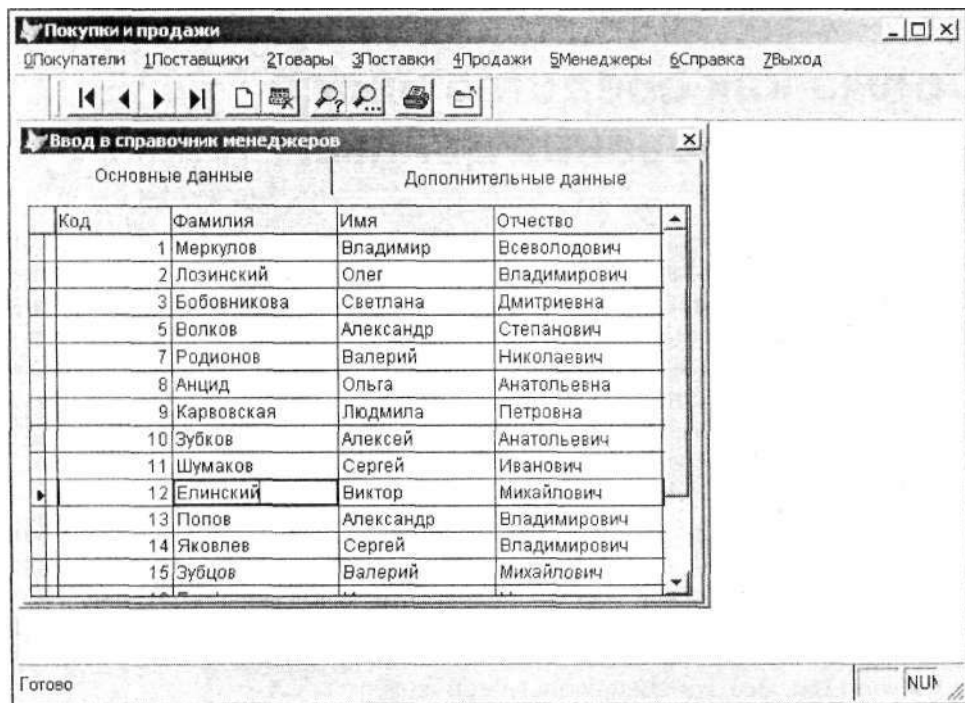 Покупки и продажи
0Покупатели 1Поставщики 2Товары 3Поставки 4Продажи 5Менеджеры 6Справка 7Выход
Ввод в справочник менеджеров
Основные данные Дополнительные данные
Код Фамилия Имя Отчество
1 Меркулов Владимир Всеволодович
2 Лозинский Олег Владимирович
3 Бобовникова Светлана Дмитриевна
5 Волков Александр Степанович
7 Родионов Валерий Николаевич
8 Анцид Ольга Анатольевна
9 Карвовская Людмила Петровна
10 Зубков Алексей Анатольевич
11 Шумаков Сергей Иванович
12 Елинский Виктор Михайлович
13 Попов Александр Владимирович
14 Яковлев Сергей Владимирович
15 Зубцов Валерий Михайлович
Готово NUM